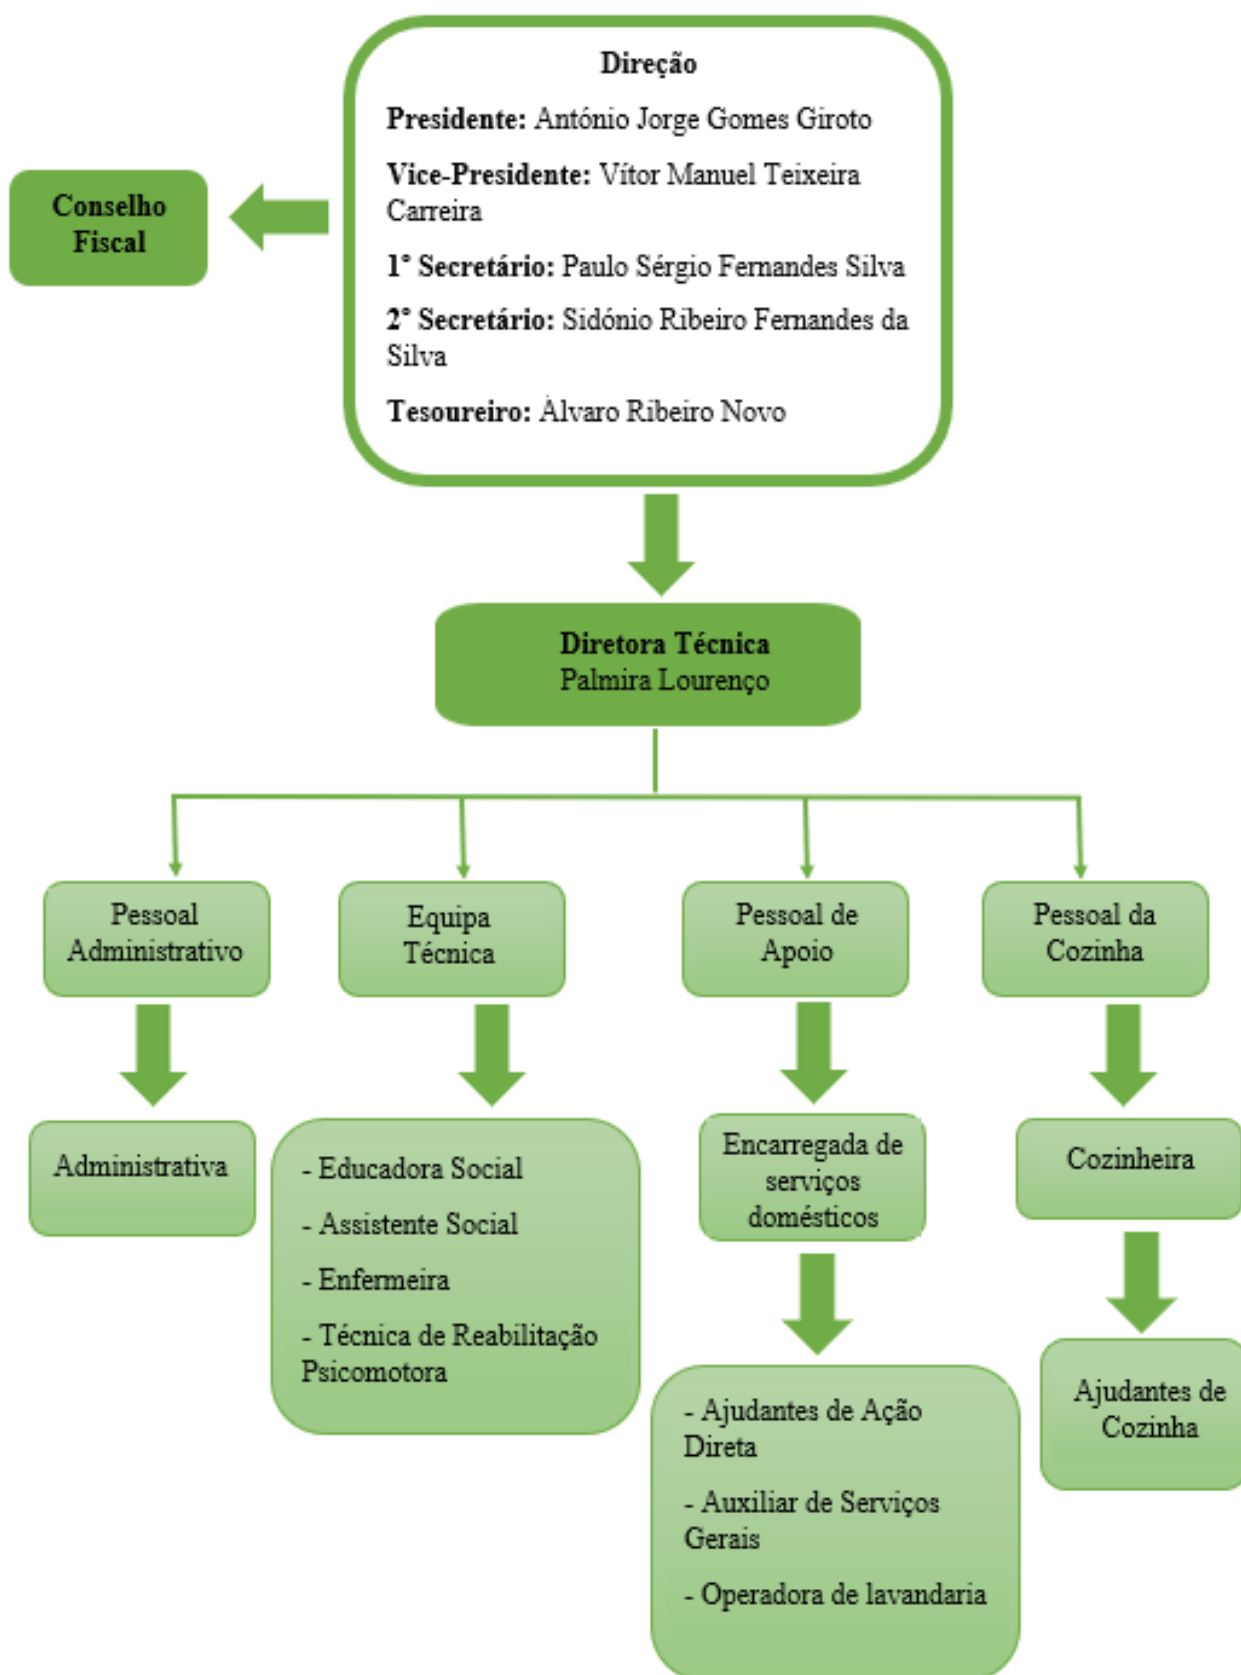 Direção
Presidente: António Jorge Gomes Giroto
Vice-Presidente: Vítor Manuel Teixeira
Carreira
1º Secretário: Paulo Sérgio Fernandes Silva
2º Secretário: Sidónio Ribeiro Fernandes da
Silva
Tesoureiro: Álvaro Ribeiro Novo
Conselho
Fiscal
Diretora Técnica
Palmira Lourenço
Pessoal
Administrativo
Equipa
Técnica
Pessoal de
Apoio
Pessoal da
Cozinha
Administrativa
- Educadora Social
- Assistente Social
- Enfermeira
- Técnica de Reabilitação
Psicomotora
Encarregada de
serviços
domésticos
Cozinheira
- Ajudantes de Ação
Direta
- Auxiliar de Serviços
Gerais
- Operadora de lavandaria
Ajudantes de
Cozinha